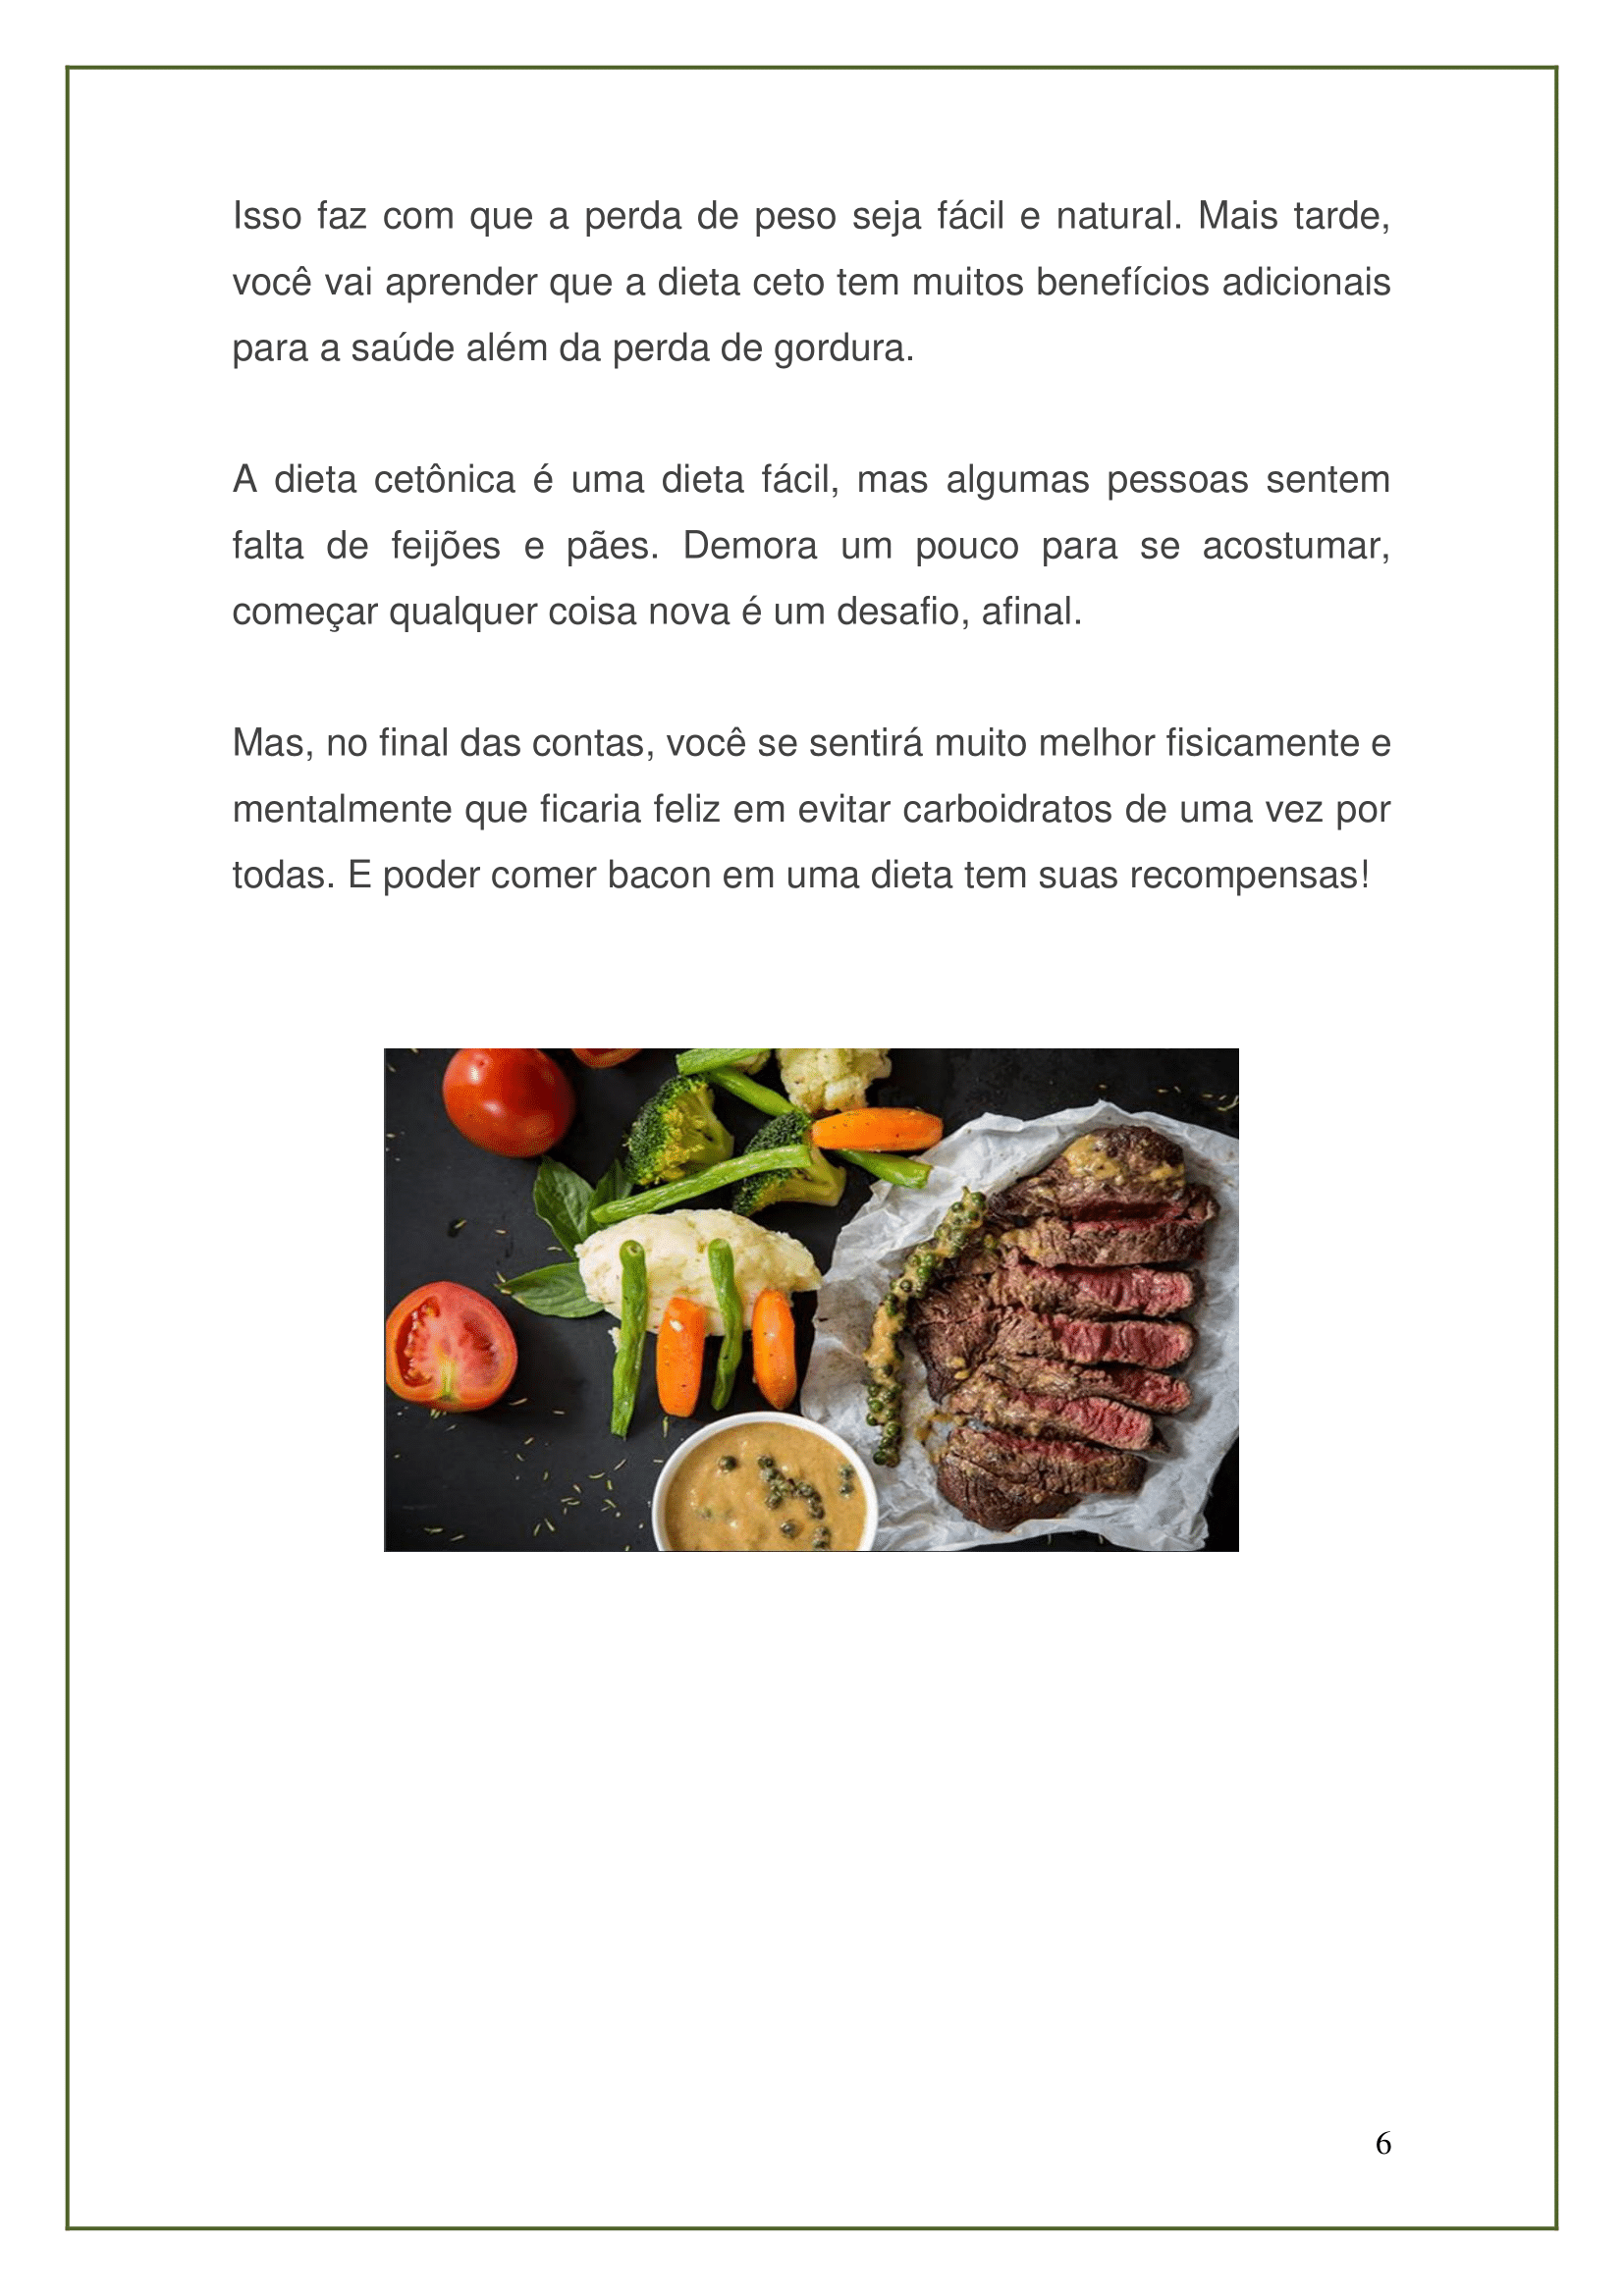 Isso faz com que a perda de peso seja fácil e natural. Mais tarde,
você vai aprender que a dieta ceto tem muitos benefícios adicionais
para a saúde além da perda de gordura.
A dieta cetônica é uma dieta fácil, mas algumas pessoas sentem
falta de feijões e pães. Demora um pouco para se acostumar,
começar qualquer coisa nova é um desafio, afinal.
Mas, no final das contas, você se sentirá muito melhor fisicamente e
mentalmente que ficaria feliz em evitar carboidratos de uma vez por
todas. E poder comer bacon em uma dieta tem suas recompensas!
6